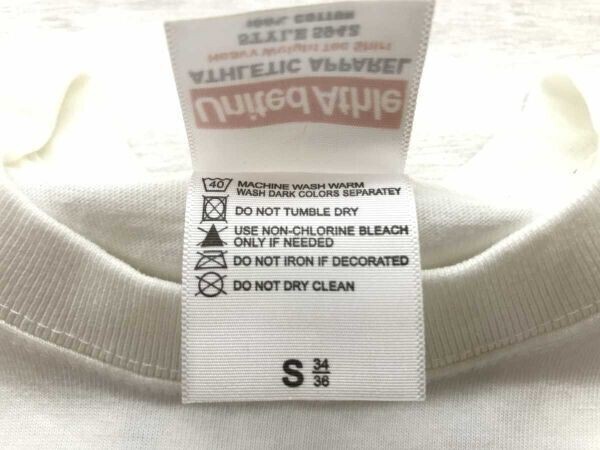 100% COTTON
STYLE 5942
Heavy Weight Tee Shirt
ATHLETIC APPAREL
United Athle
40 MACHINE WASH WARM
WASH DARK COLORS SEPARATEY
DO NOT TUMBLE DRY
USE NON-CHLORINE BLEACH
ONLY IF NEEDED
DO NOT IRON IF DECORATED
DO NOT DRY CLEAN
S 34
36